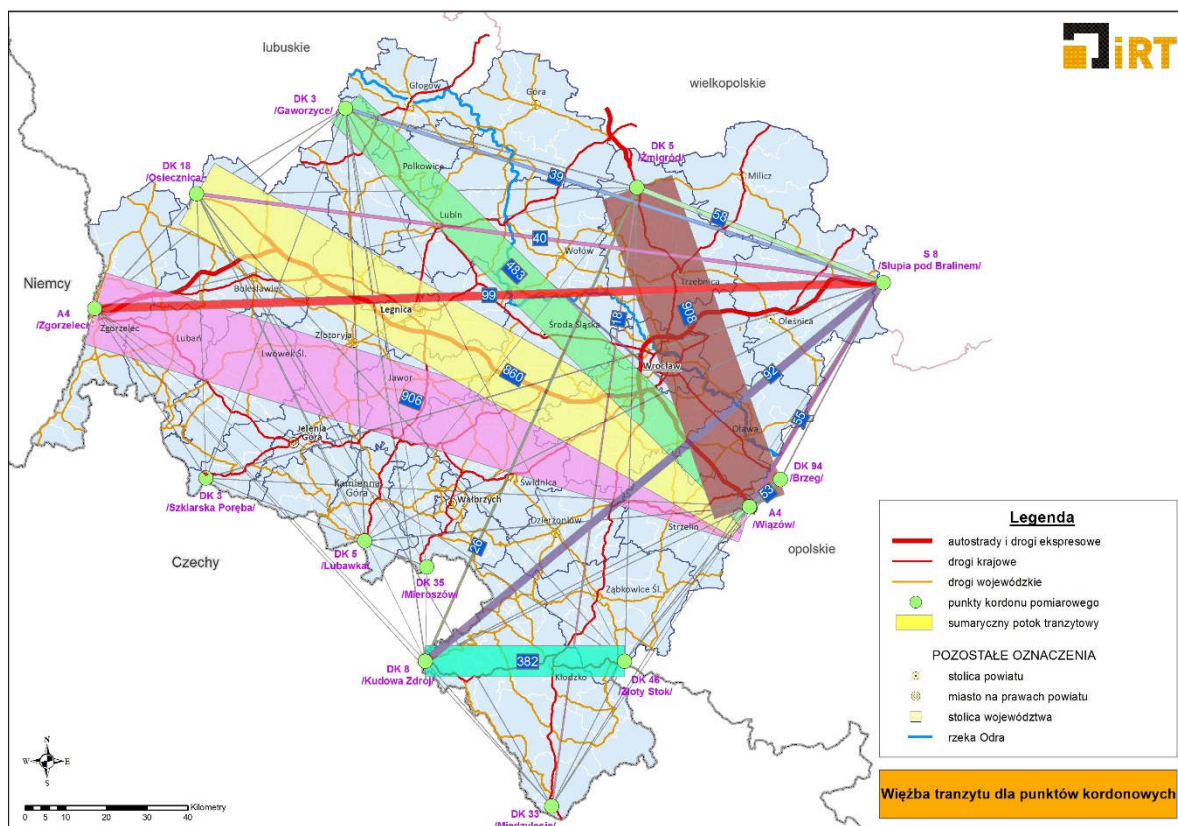 lubuskie
iRT
wielkopolskie
DK 3
/Gaworzyce/
Głogów
Góra
DK 5
/Żmigród/
DK 18
/Osiecznica/
Polkowice
39
Milicz
58
Lubin
40
Wołów
S 8
/Słupia pod Bralinem/
483
Trzebnica
Niemcy
Bolesławiec
99
A4
/Zgorzelec/
Zgorzelec
Legnica
18
908
Oleśnica
Środa Śląska
Lubań
Złotoryja
Lwówek Śl.
Wrocław
860
92
Jawor
906
55
Oława
Jelenia
Góra
DK 94
/Brzeg/
DK 3
/Szklarska Poręba/
Kamienna
Góra
Świdnica
53
Wałbrzych
A4
/Wiązów/
Dzierżoniów
Strzelin
Czechy
DK 5
/Lubawka/
28
opolskie
DK 35
/Mieroszów/
Ząbkowice Śl.
DK 8
/Kudowa Zdrój/
382
Kłodzko
DK 46
/Złoty Stok/
DK 33
/Międzylesie/
Legenda
autostrady i drogi ekspresowe
drogi krajowe
drogi wojewódzkie
punkty kordonu pomiarowego
sumaryczny potok tranzytowy
POZOSTAŁE OZNACZENIA
stolica powiatu
miasto na prawach powiatu
stolica województwa
rzeka Odra
Więźba tranzytu dla punktów kordonowych
N
W
E
S
Kilometry
0 5 10 20 30 40